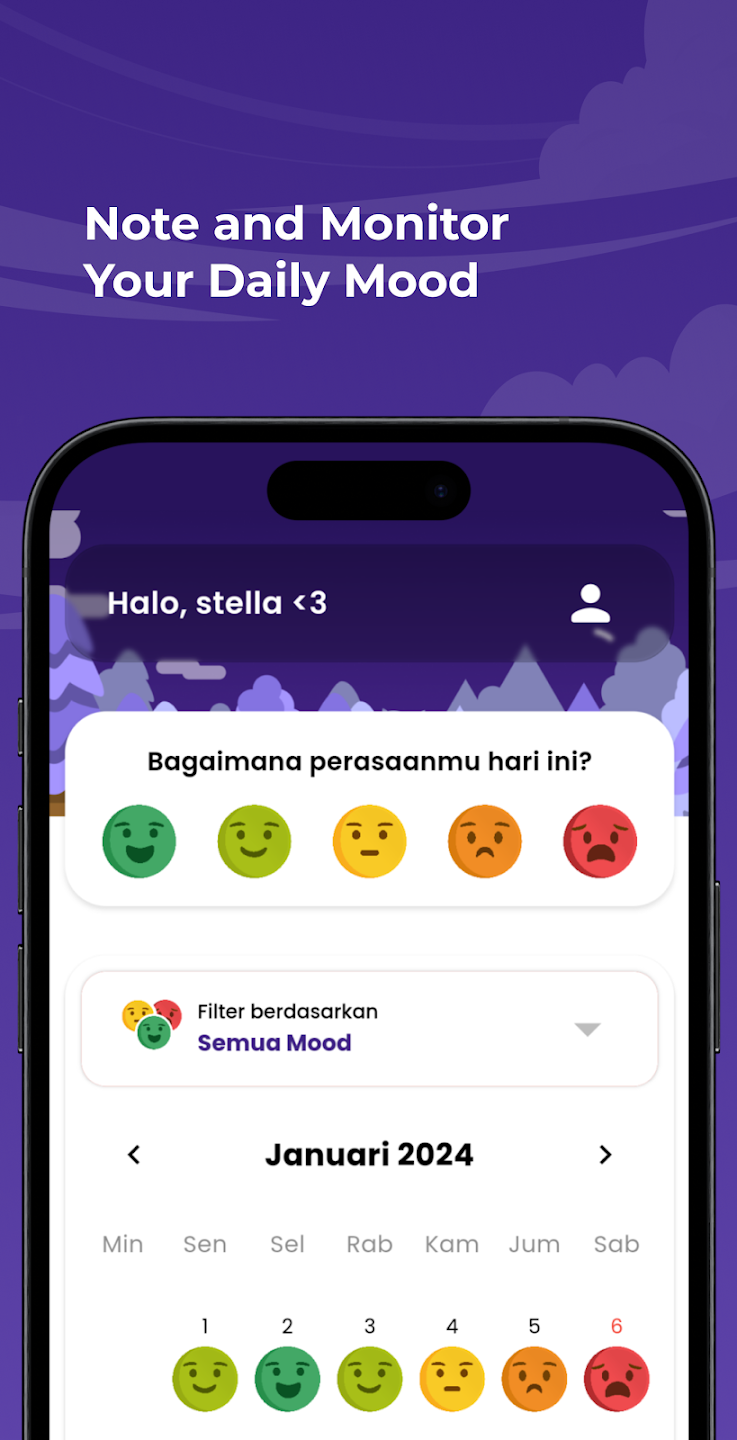 Note and Monitor
Your Daily Mood
Halo, stella <3
Bagaimana perasaanmu hari ini?
Filter berdasarkan
Semua Mood
Januari 2024
Min Sen Sel Rab Kam Jum Sab
1 2 3 4 5 6